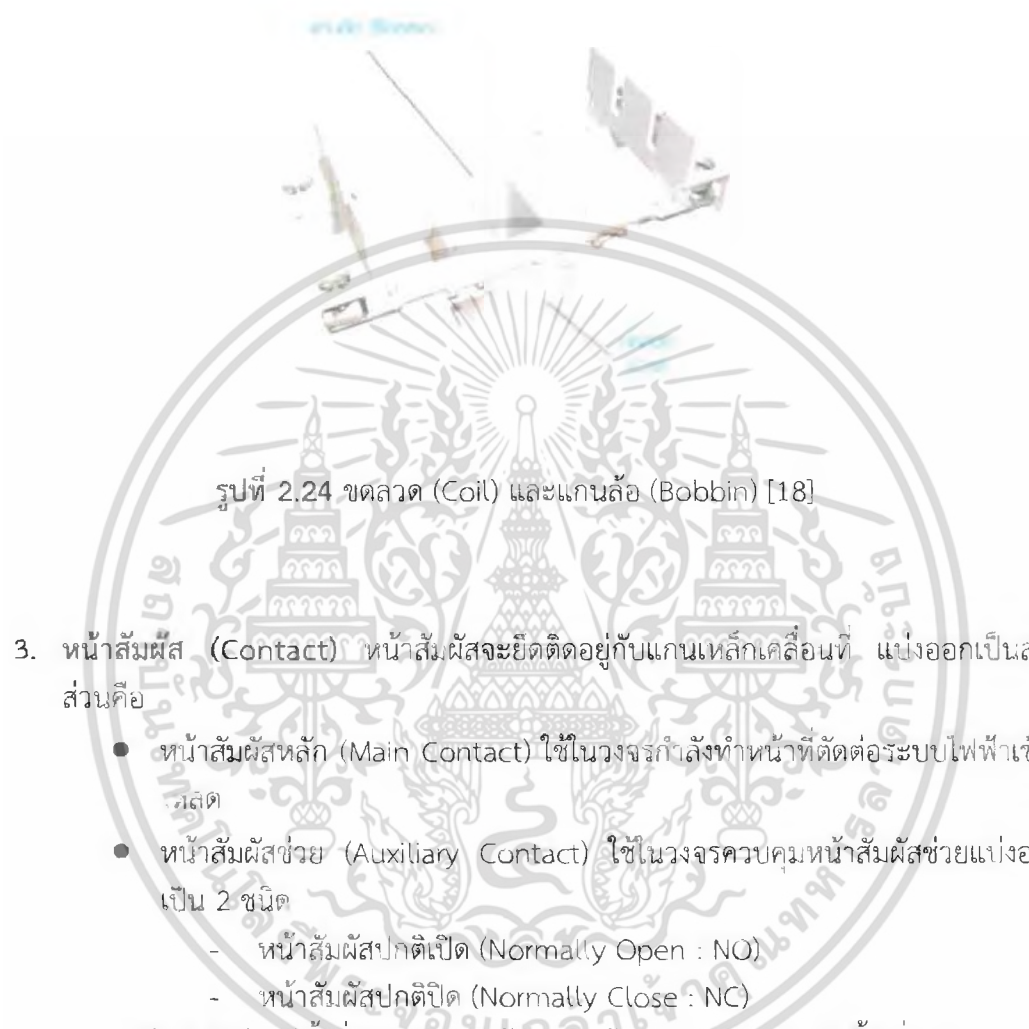 รูปที่ 2.24 ขดลวด (Coil) และแกนล้อ (Bobbin) [18]
3. หน้าสัมผัส (Contact) หน้าสัมผัสจะยึดติดอยู่กับแกนเหล็กเคลื่อนที่ แบ่งออกเป็น
ส่วนคือ
● หน้าสัมผัสหลัก (Main Contact) ใช้ในวงจรกำลังทำหน้าที่ตัดต่อระบบไฟฟ้า
● หน้าสัมผัสช่วย (Auxiliary Contact) ใช้ในวงจรควบคุมหน้าสัมผัสช่วยแบ่ง
เป็น 2 ชนิด
- หน้าสัมผัสปกติเปิด (Normally Open : NO)
- หน้าสัมผัสปกติปิด (Normally Close : NC)